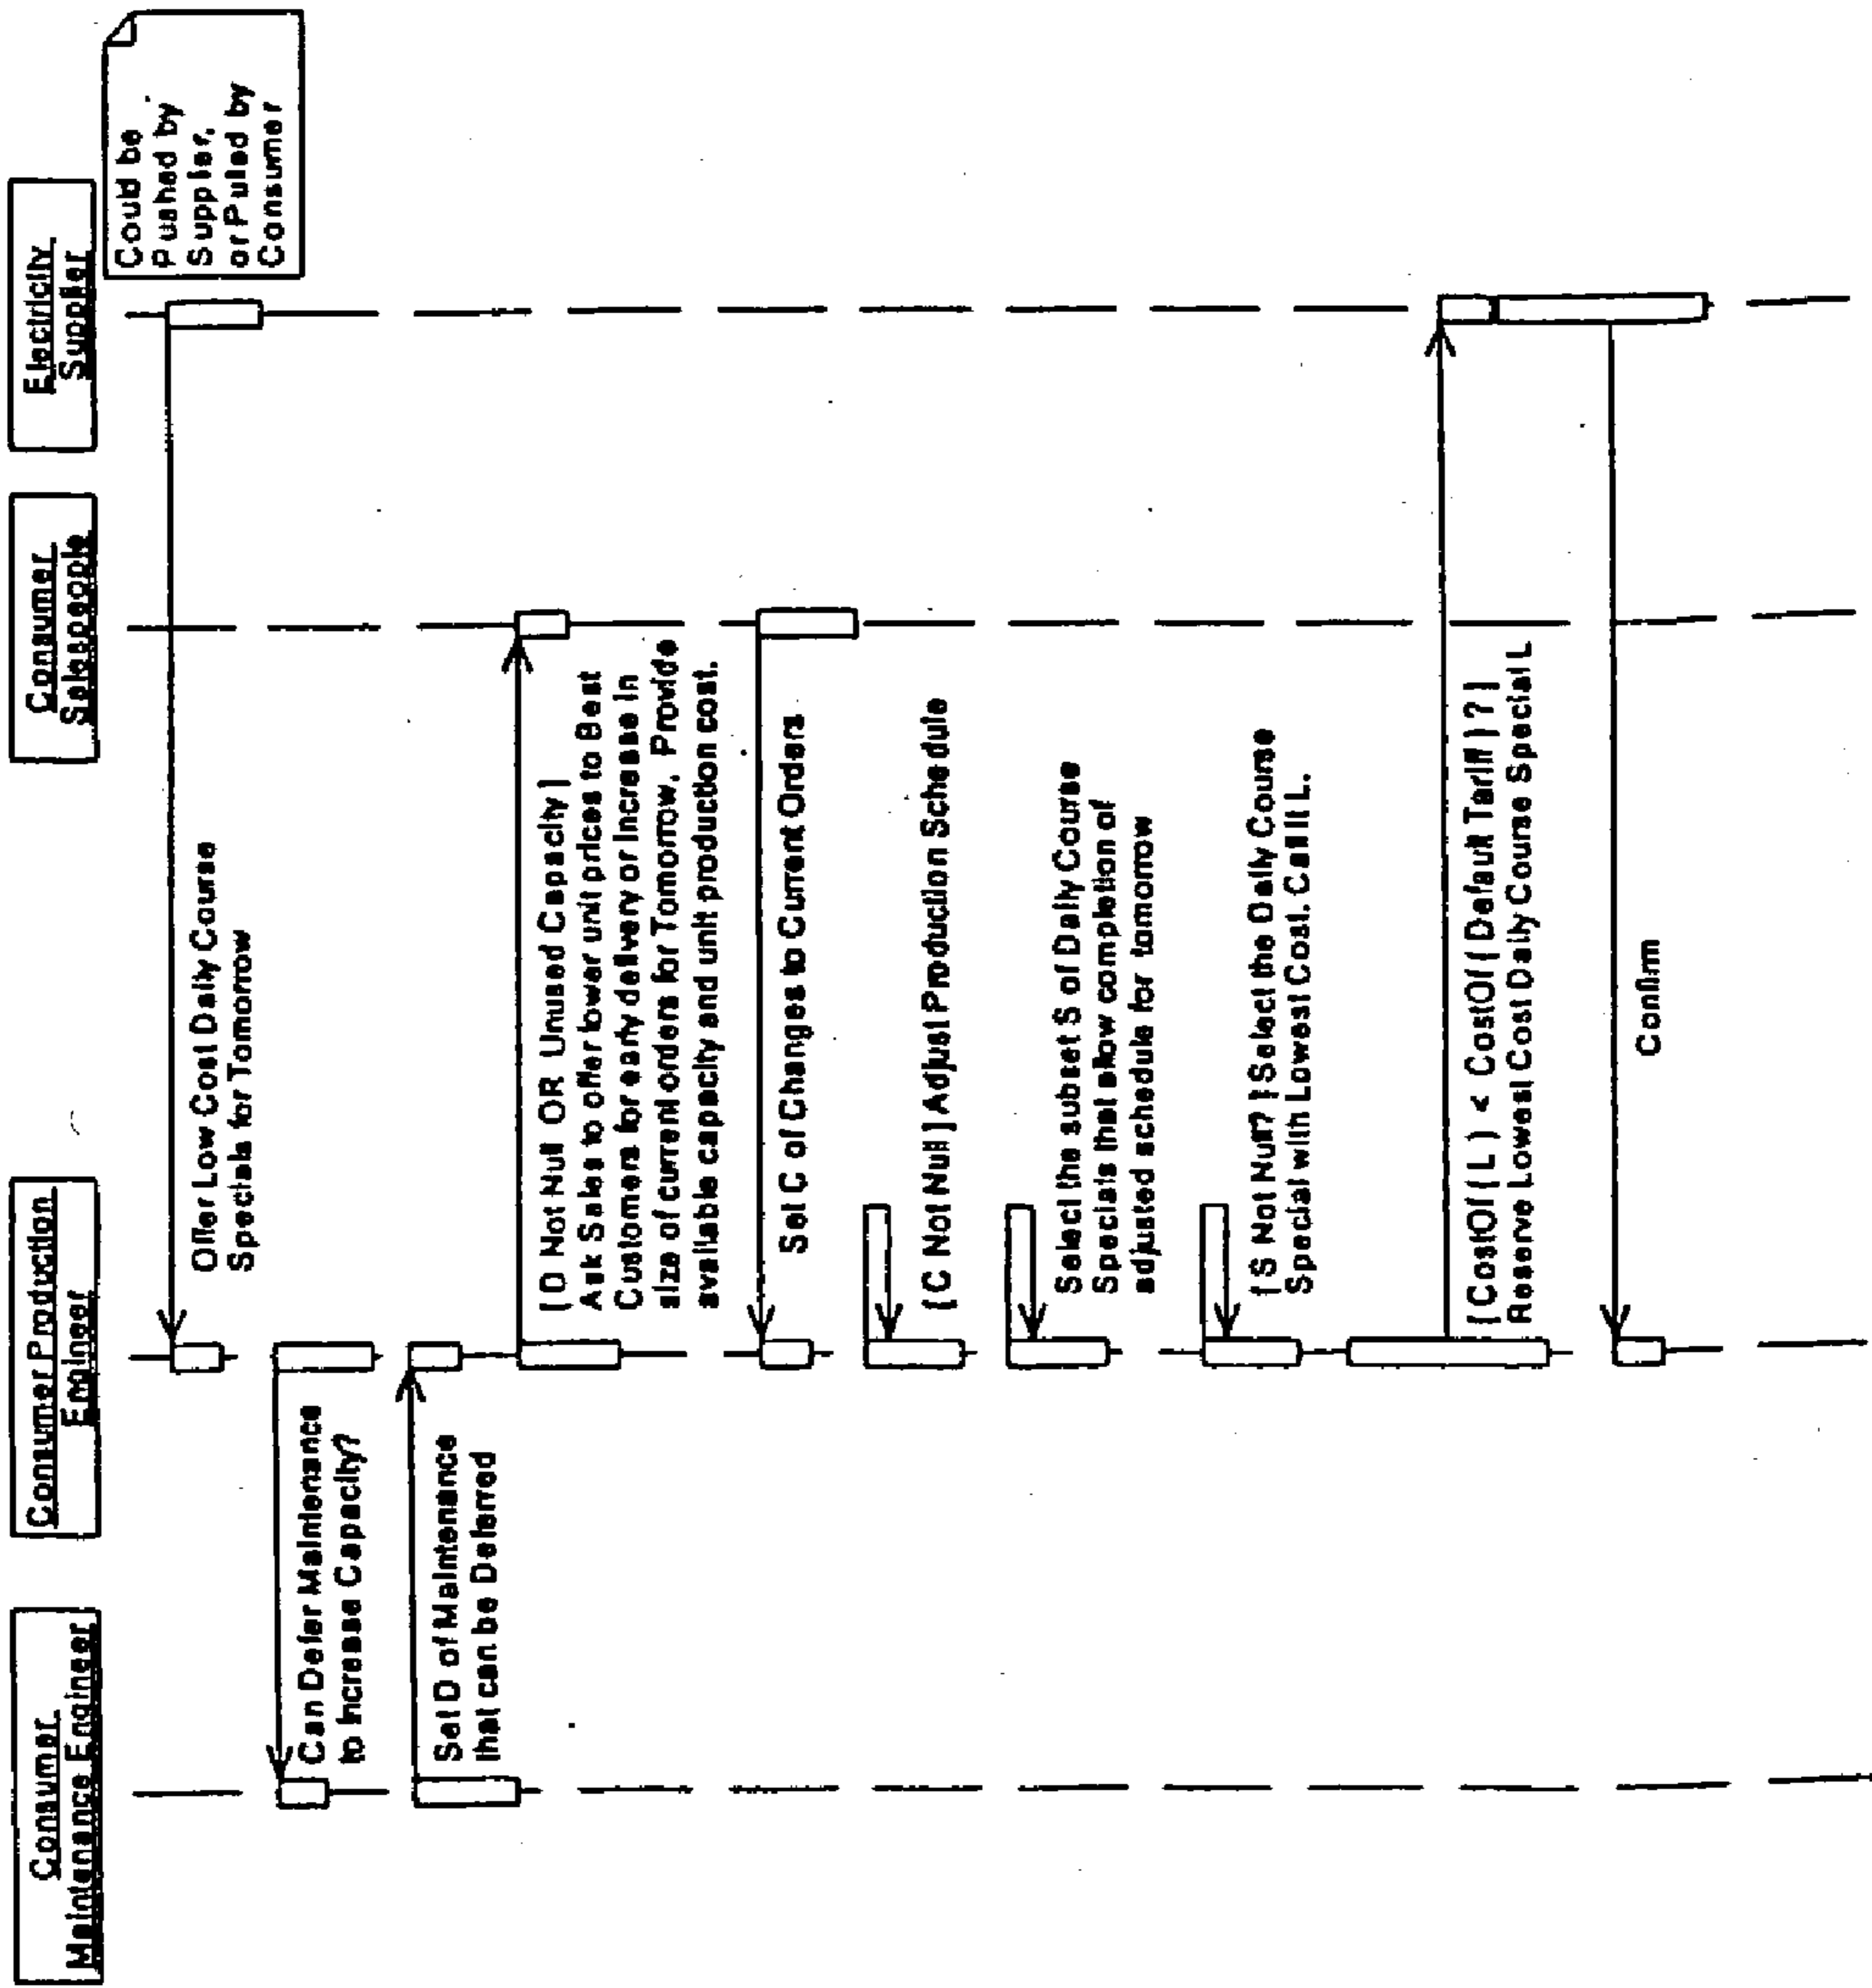 Consumer
Maintenance Engineer
Consumer Production
Engineer
Consumer
Salespeople
Electricity
Supplier
Could be
Pushed by
Supplier,
or Pulled by
Consumer
Offer Low Cost Daily Course
Specials for Tomorrow
Can Defer Maintenance
to Increase Capacity?
Set D of Maintenance
that can be Deferred
[ D Not Null OR Unused Capacity ]
Ask Sales to offer lower unit prices to Best
Customers for early delivery or Increase in
size of current orders for Tomorrow. Provide
available capacity and unit production cost.
Set C of Changes to Current Orders
[ C Not Null ] Adjust Production Schedule
Select the subset S of Daily Course
Specials that allow completion of
adjusted schedule for tomorrow
[ S Not Null? ] Select the Daily Course
Special with Lowest Cost. Call it L.
[ CostOf ( L ) < CostOf ( Default Tariff ) ? ]
Reserve Lowest Cost Daily Course Special L
Confirm